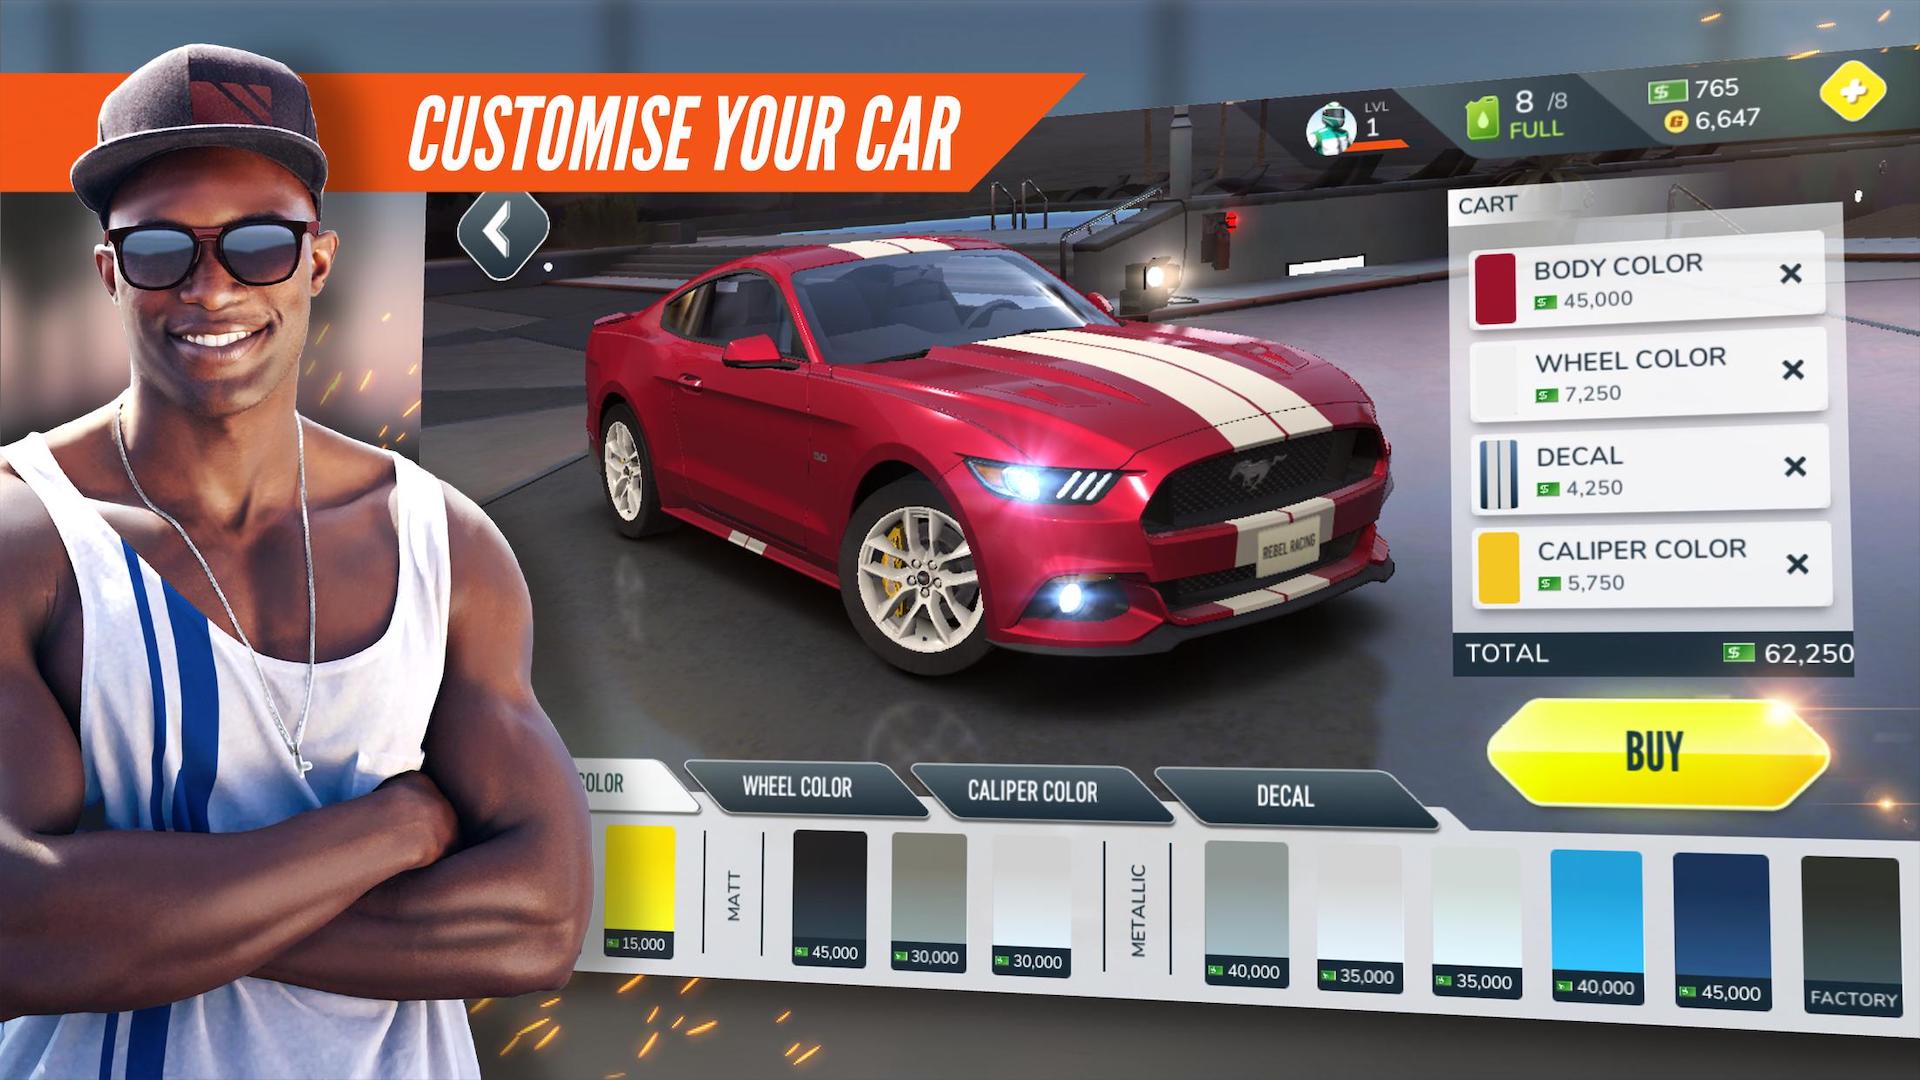 CUSTOMISE YOUR CAR
LVL
1
8 /8
FULL
765
6,647
CART
BODY COLOR
45,000
WHEEL COLOR
7,250
DECAL
4,250
CALIPER COLOR
5,750
TOTAL
62,250
BUY
5.0
REBEL RACING
COLOR
WHEEL COLOR
CALIPER COLOR
DECAL
15,000
MATT
45,000
30,000
30,000
METALLIC
40,000
35,000
35,000
40,000
45,000
FACTORY